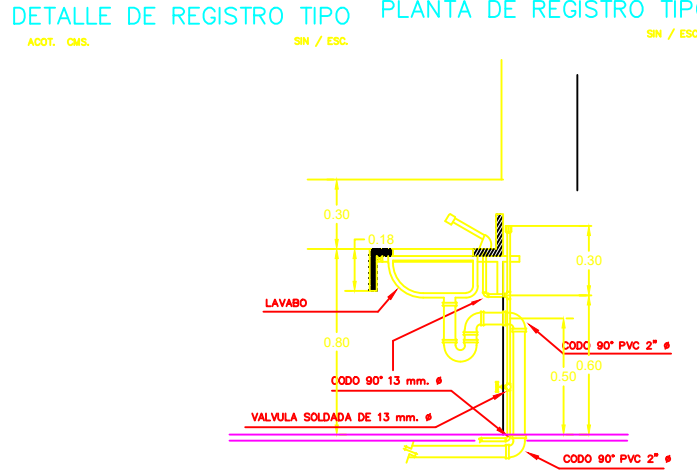 DETALLE DE REGISTRO TIPO
ACOT. CMS.
SIN / ESC.
PLANTA DE REGISTRO TIP
SIN / ESC
0.30
0.18
0.30
LAVABO
0.80
CODO 90° PVC 2" ø
0.50
0.60
CODO 90° 13 mm. ø
VALVULA SOLDADA DE 13 mm. ø
CODO 90° PVC 2" ø